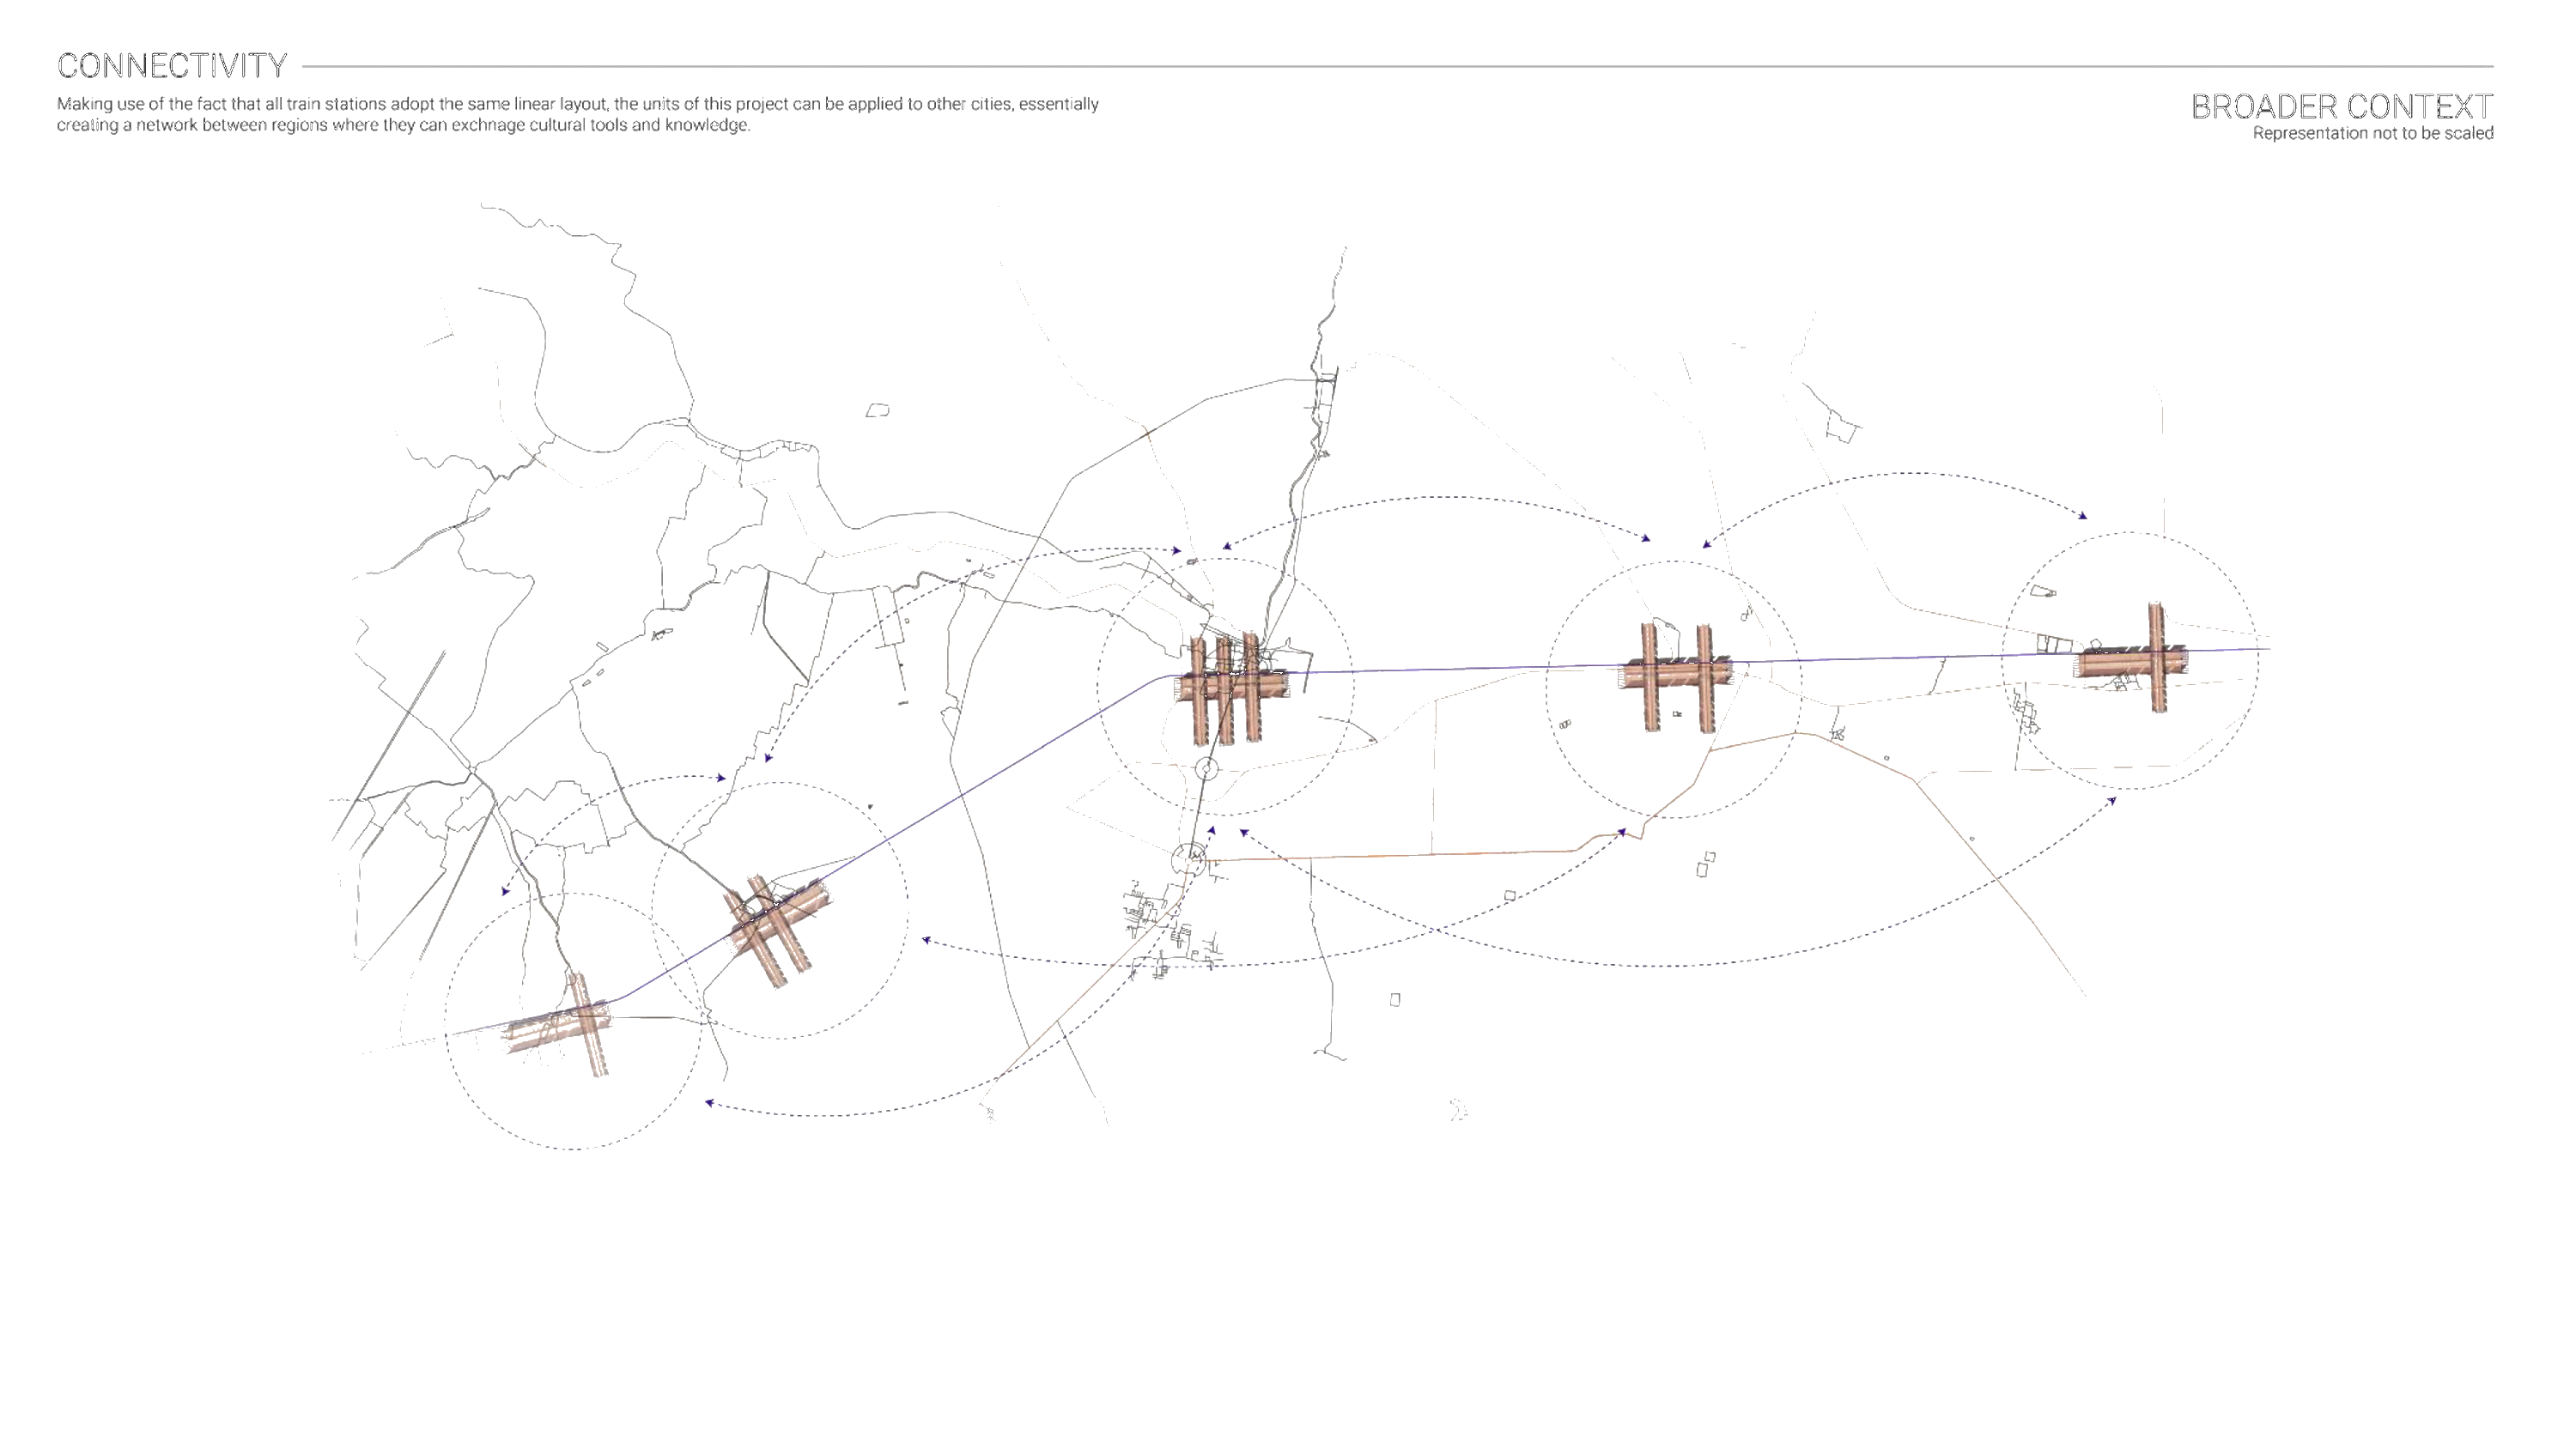 CONNECTIVITY
Making use of the fact that all train stations adopt the same linear layout, the units of this project can be applied to other cities, essentially
creating a network between regions where they can exchnage cultural tools and knowledge.
BROADER CONTEXT
Representation not to be scaled